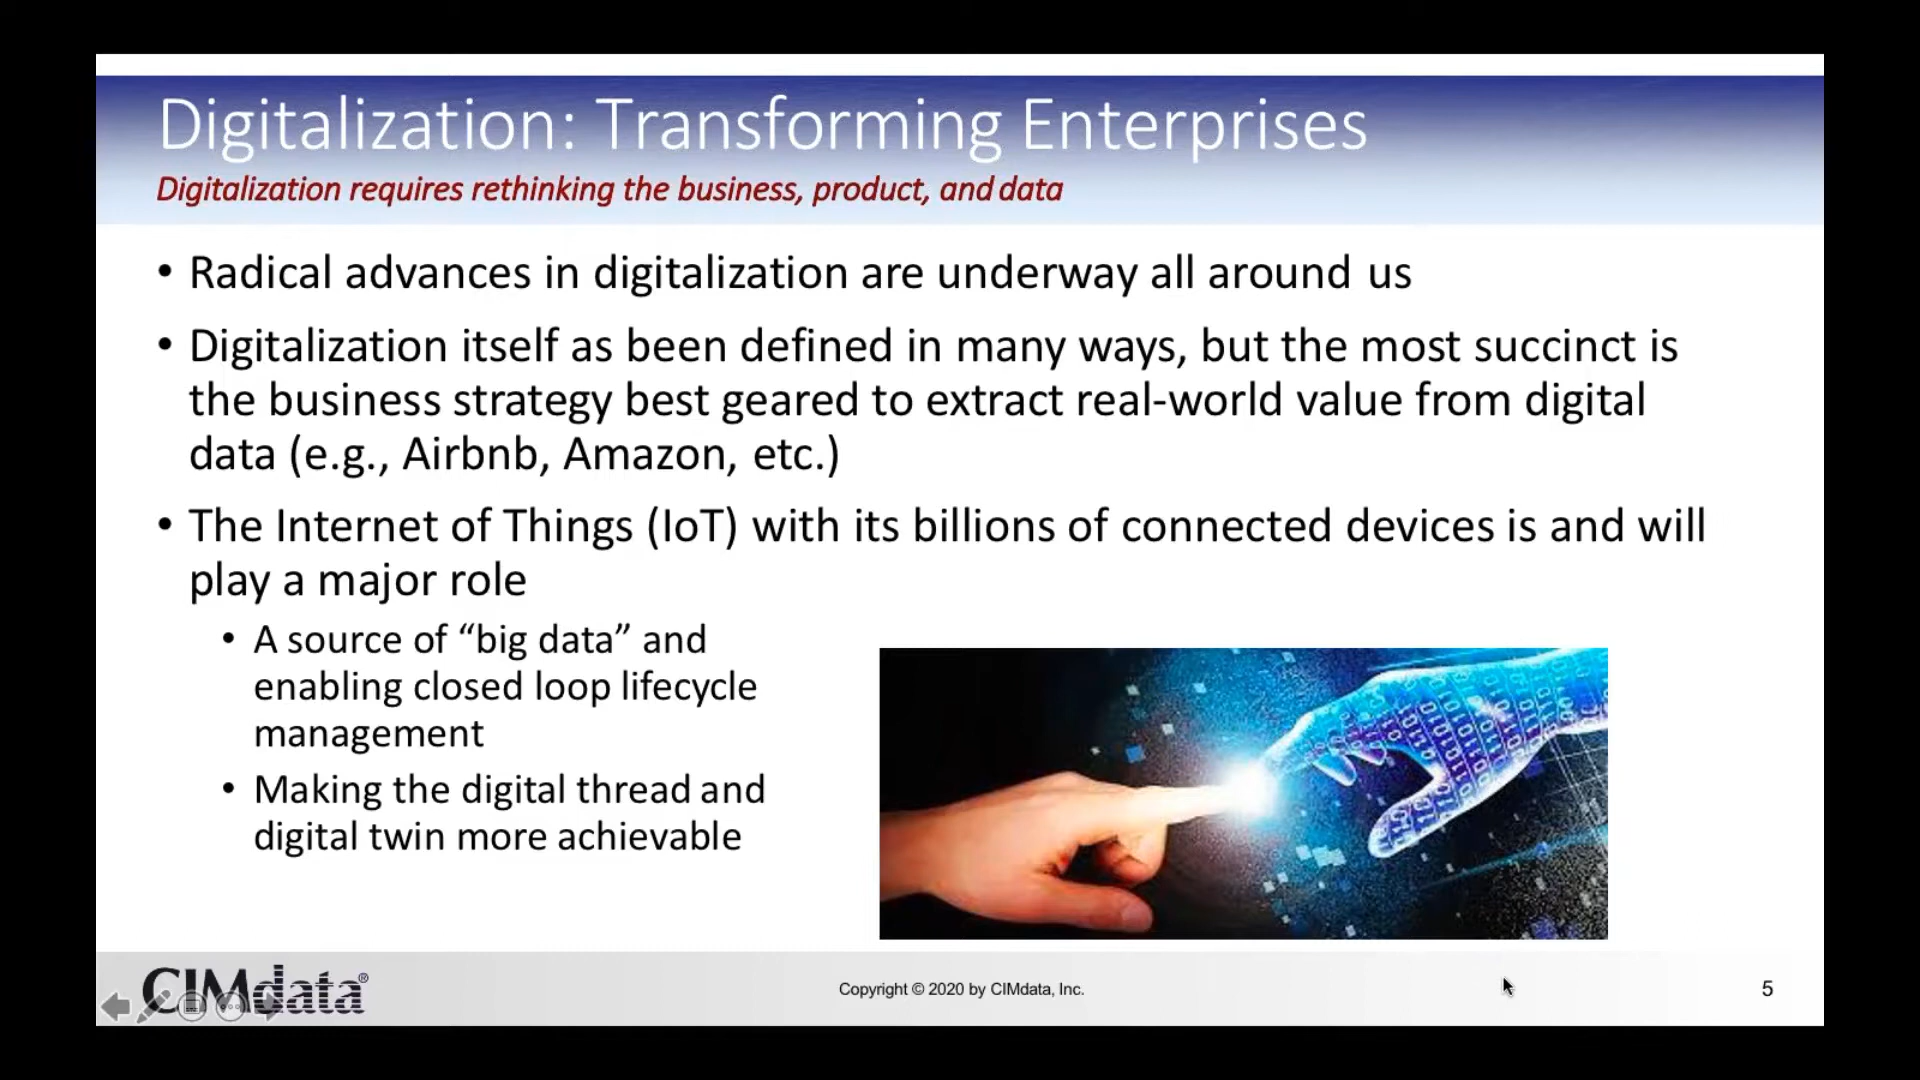 Digitalization: Transforming Enterprises
Digitalization requires rethinking the business, product, and data
• Radical advances in digitalization are underway all around us
• Digitalization itself as been defined in many ways, but the most succinct is
the business strategy best geared to extract real-world value from digital
data (e.g., Airbnb, Amazon, etc.)
• The Internet of Things (IoT) with its billions of connected devices is and will
play a major role
• A source of “big data” and
enabling closed loop lifecycle
management
• Making the digital thread and
digital twin more achievable
CIMdata®
Copyright © 2020 by CIMdata, Inc.
5